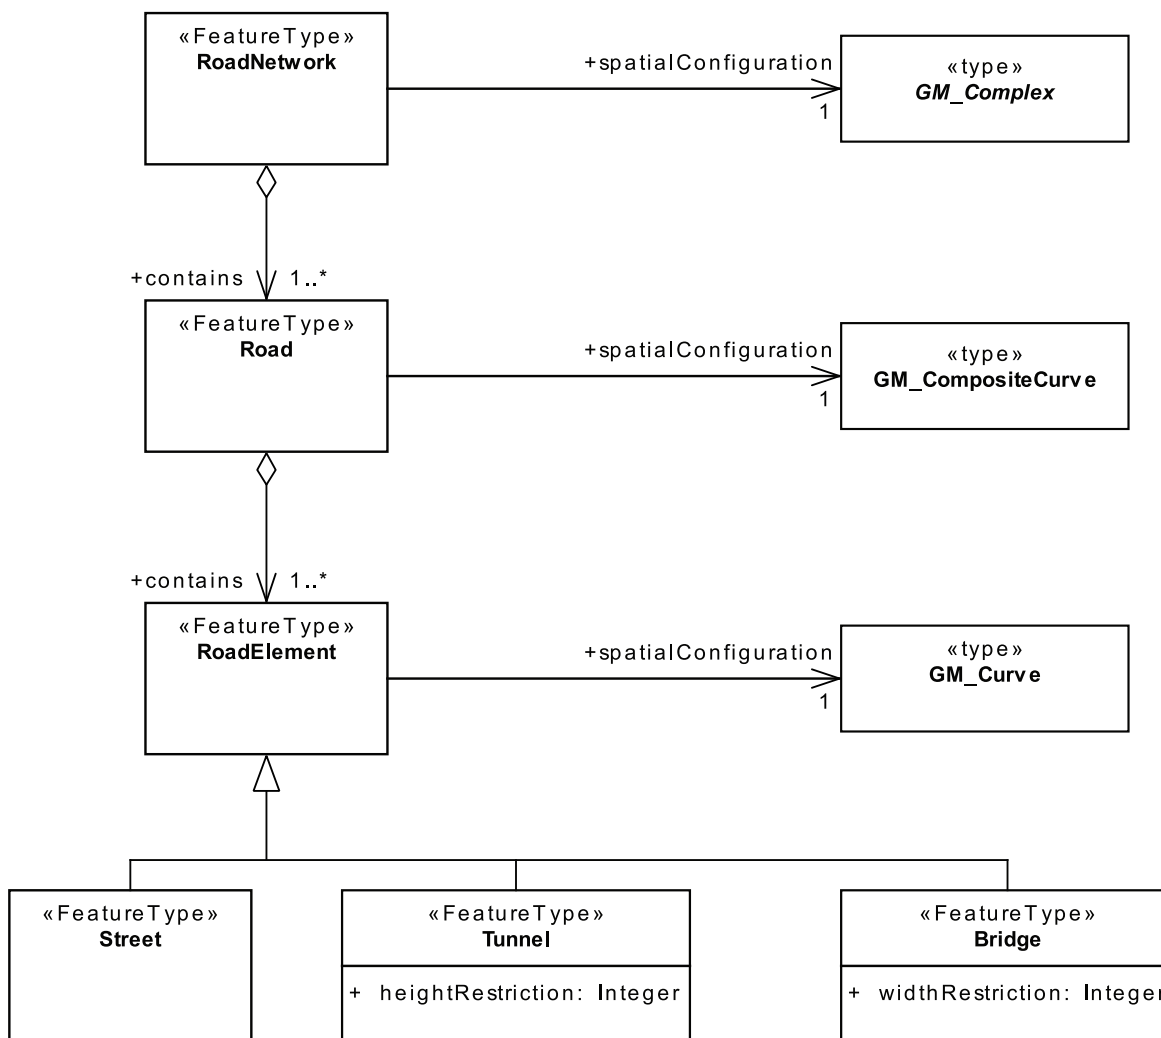 «FeatureType»
RoadNetwork
+spatialConfiguration
1
«type»
GM_Complex
+contains 1..*
«FeatureType»
Road
+spatialConfiguration
1
«type»
GM_CompositeCurve
+contains 1..*
«FeatureType»
RoadElement
+spatialConfiguration
1
«type»
GM_Curve
«FeatureType»
Street
«FeatureType»
Tunnel
+ heightRestriction: Integer
«FeatureType»
Bridge
+ widthRestriction: Integer